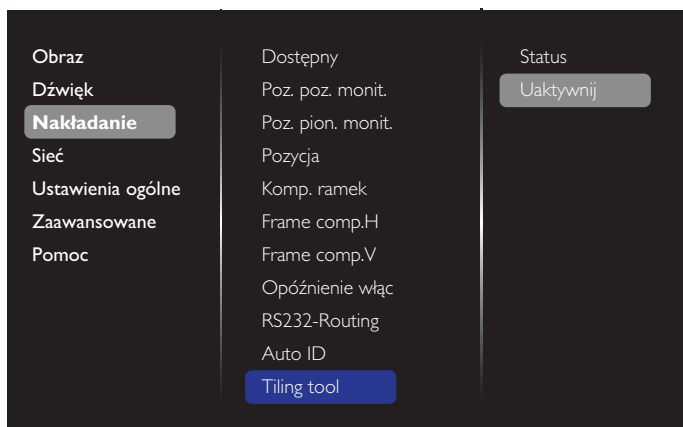 Obraz
Dźwięk
Nakładanie
Sieć
Ustawienia ogólne
Zaawansowane
Pomoc
Dostępny
Poz. poz. monit.
Poz. pion. monit.
Pozycja
Komp. ramek
Frame comp.H
Frame comp.V
Opóźnienie włąc
RS232-Routing
Auto ID
Tiling tool
Status
Uaktywnij